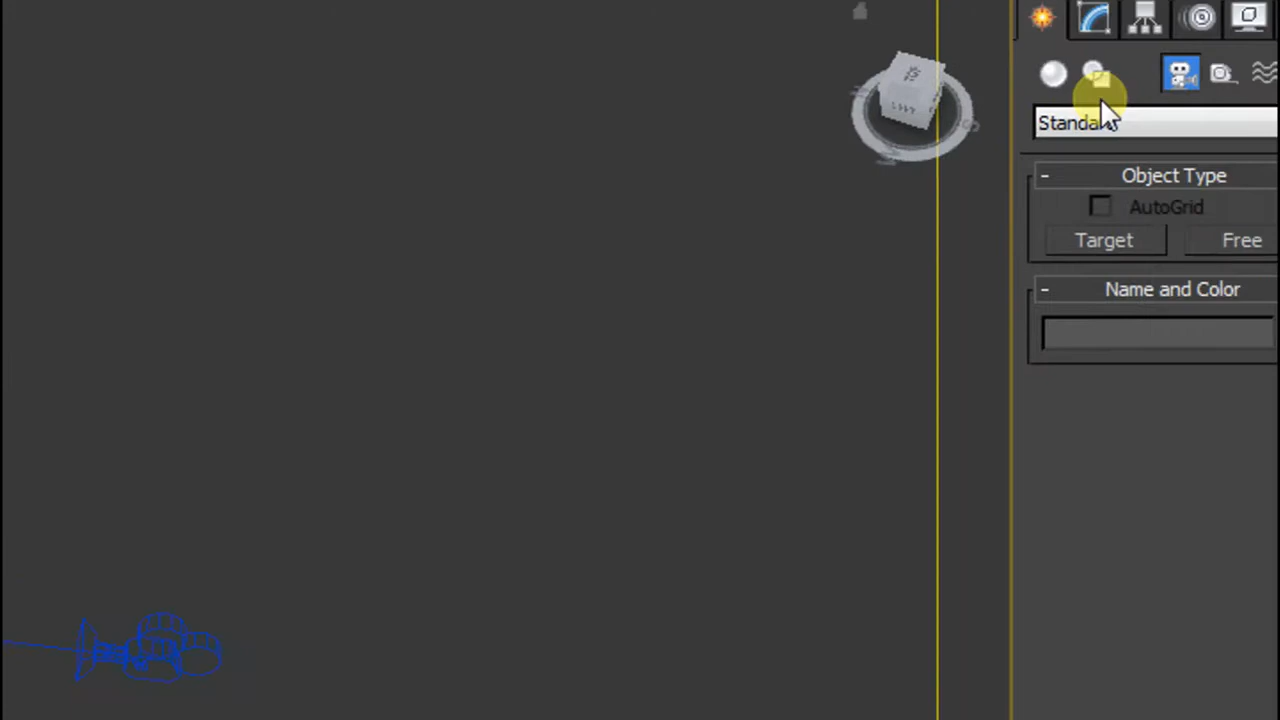 Standa
- Object Type
AutoGrid
Target Free
- Name and Color